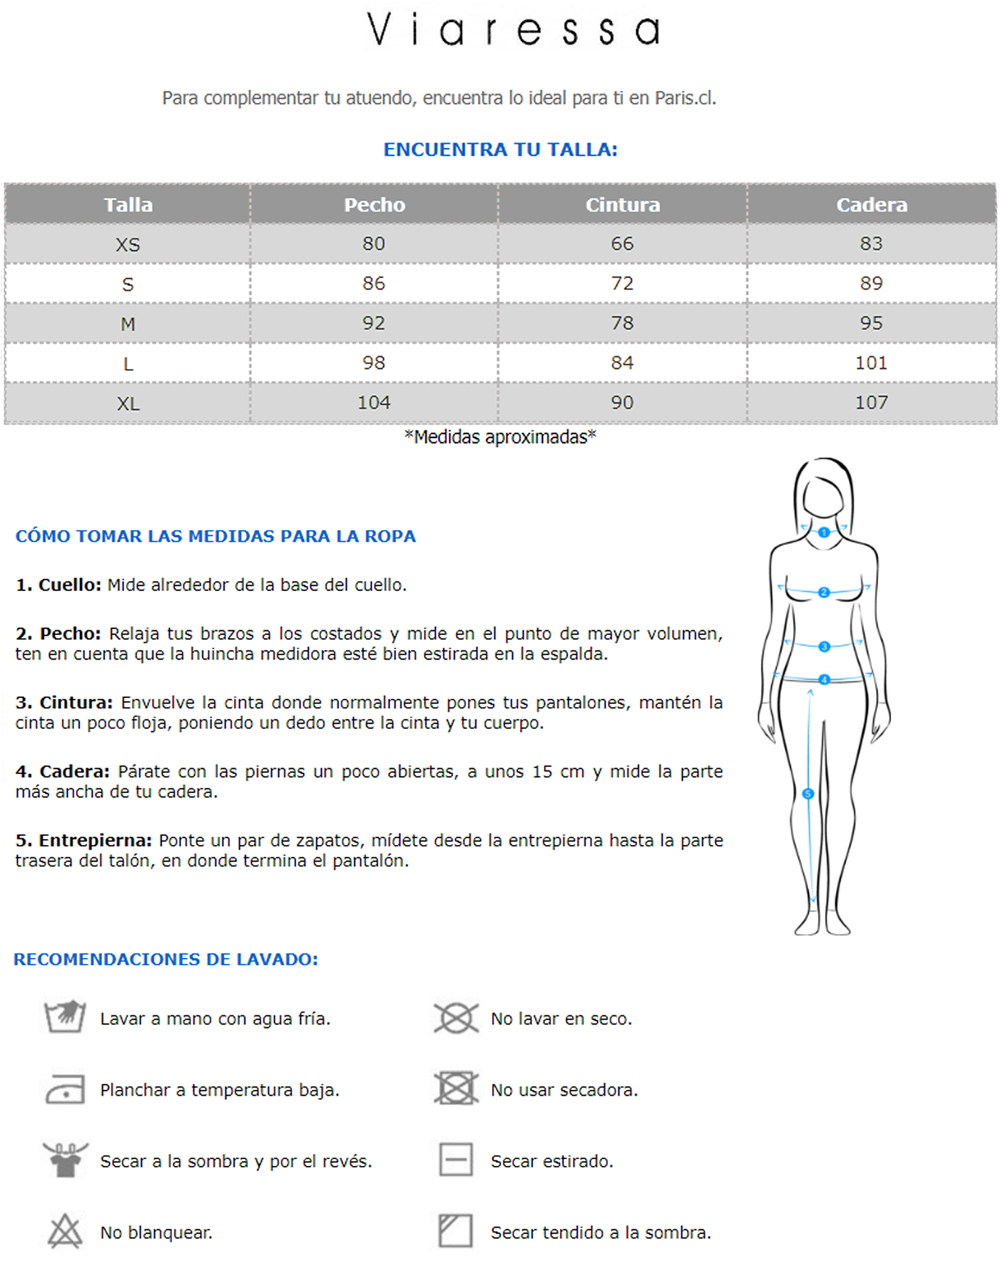 Viaressa
Para complementar tu atuendo, encuentra lo ideal para ti en Paris.cl.
ENCUENTRA TU TALLA:
Talla Pecho Cintura Cadera
XS 80 66 83
S 86 72 89
M 92 78 95
L 98 84 101
XL 104 90 107
*Medidas aproximadas*
CÓMO TOMAR LAS MEDIDAS PARA LA ROPA
1. Cuello: Mide alrededor de la base del cuello.
2. Pecho: Relaja tus brazos a los costados y mide en el punto de mayor volumen,
ten en cuenta que la huincha medidora esté bien estirada en la espalda.
3. Cintura: Envuelve la cinta donde normalmente pones tus pantalones, mantén la
cinta un poco floja, poniendo un dedo entre la cinta y tu cuerpo.
4. Cadera: Párate con las piernas un poco abiertas, a unos 15 cm y mide la parte
más ancha de tu cadera.
5. Entrepierna: Ponte un par de zapatos, mídete desde la entrepierna hasta la parte
trasera del talón, en donde termina el pantalón.
1
2
3
4
5
RECOMENDACIONES DE LAVADO:
Lavar a mano con agua fría. No lavar en seco.
Planchar a temperatura baja. No usar secadora.
Secar a la sombra y por el revés. Secar estirado.
No blanquear. Secar tendido a la sombra.